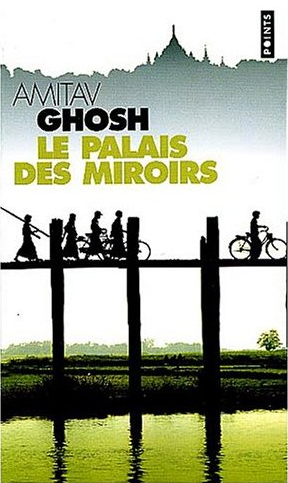 POINTS
AMITAV
GHOSH
LE PALAIS
DES MIROIRS